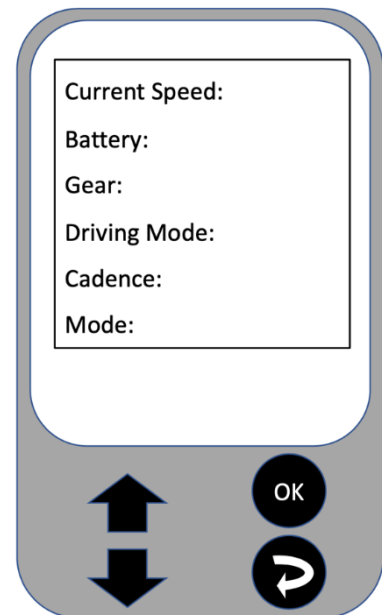 Current Speed:
Battery:
Gear:
Driving Mode:
Cadence:
Mode:
OK